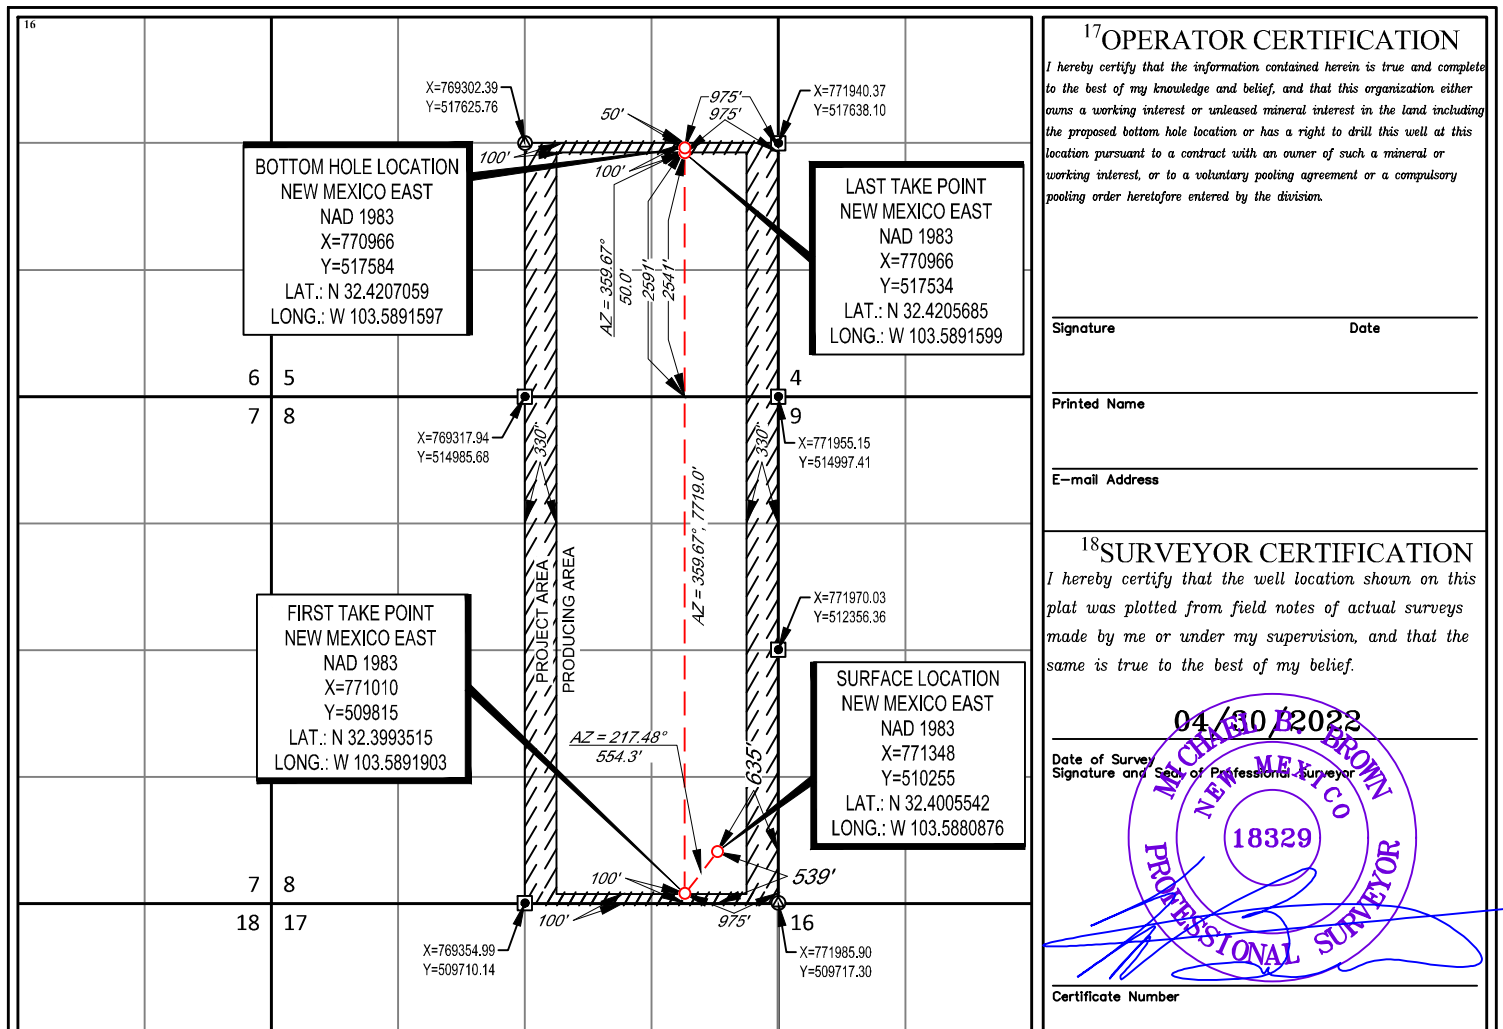 16
X=769302.39
Y=517625.76
50'
975'
975'
X=771940.37
Y=517638.10
100'
100'
BOTTOM HOLE LOCATION
NEW MEXICO EAST
NAD 1983
X=770966
Y=517584
LAT.: N 32.4207059
LONG.: W 103.5891597
LAST TAKE POINT
NEW MEXICO EAST
NAD 1983
X=770966
Y=517534
LAT.: N 32.4205685
LONG.: W 103.5891599
AZ = 359.67°
50.0'
2591'
2541'
6 5
4
7 8
9
X=769317.94
Y=514985.68
330'
330'
X=771955.15
Y=514997.41
AZ = 359.67°, 7719.0'
PROJECT AREA
PRODUCING AREA
X=771970.03
Y=512356.36
FIRST TAKE POINT
NEW MEXICO EAST
NAD 1983
X=771010
Y=509815
LAT.: N 32.3993515
LONG.: W 103.5891903
SURFACE LOCATION
NEW MEXICO EAST
NAD 1983
X=771348
Y=510255
LAT.: N 32.4005542
LONG.: W 103.5880876
AZ = 217.48°
554.3'
635'
539'
100'
100'
975'
7 8
18 17
16
X=769354.99
Y=509710.14
X=771985.90
Y=509717.30
17OPERATOR CERTIFICATION
I hereby certify that the information contained herein is true and complete
to the best of my knowledge and belief, and that this organization either
owns a working interest or unleased mineral interest in the land including
the proposed bottom hole location or has a right to drill this well at this
location pursuant to a contract with an owner of such a mineral or
working interest, or to a voluntary pooling agreement or a compulsory
pooling order heretofore entered by the division.
Signature Date
Printed Name
E-mail Address
18SURVEYOR CERTIFICATION
I hereby certify that the well location shown on this
plat was plotted from field notes of actual surveys
made by me or under my supervision, and that the
same is true to the best of my belief.
04/30/2022
Date of Survey
Signature and Seal of Professional Surveyor
MICHAEL B. BROWN
NEW MEXICO
18329
PROFESSIONAL SURVEYOR
Certificate Number